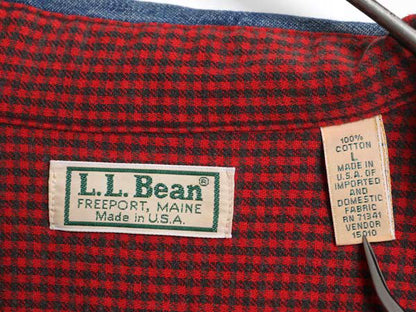 L.L.Bean®
FREEPORT, MAINE
Made in U.S.A.
100%
COTTON
L
MADE IN
U.S.A. OF
IMPORTED
AND
DOMESTIC
FABRIC
RN 71341
VENDOR
15010